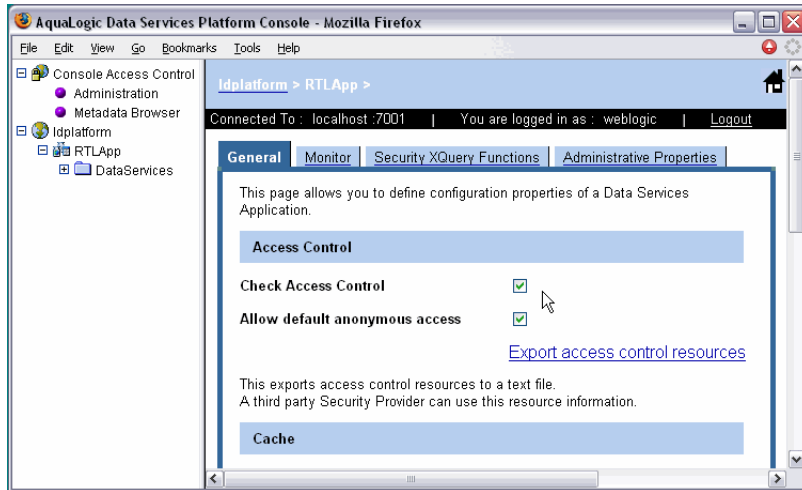 AquaLogic Data Services Platform Console - Mozilla Firefox
File Edit View Go Bookmarks Tools Help
Console Access Control
Administration
Metadata Browser
ldplatform
RTLApp
DataServices
ldplatform > RTLApp >
Connected To : localhost :7001 | You are logged in as : weblogic | Logout
General Monitor Security XQuery Functions Administrative Properties
This page allows you to define configuration properties of a Data Services
Application.
Access Control
Check Access Control
Allow default anonymous access
Export access control resources
This exports access control resources to a text file.
A third party Security Provider can use this resource information.
Cache